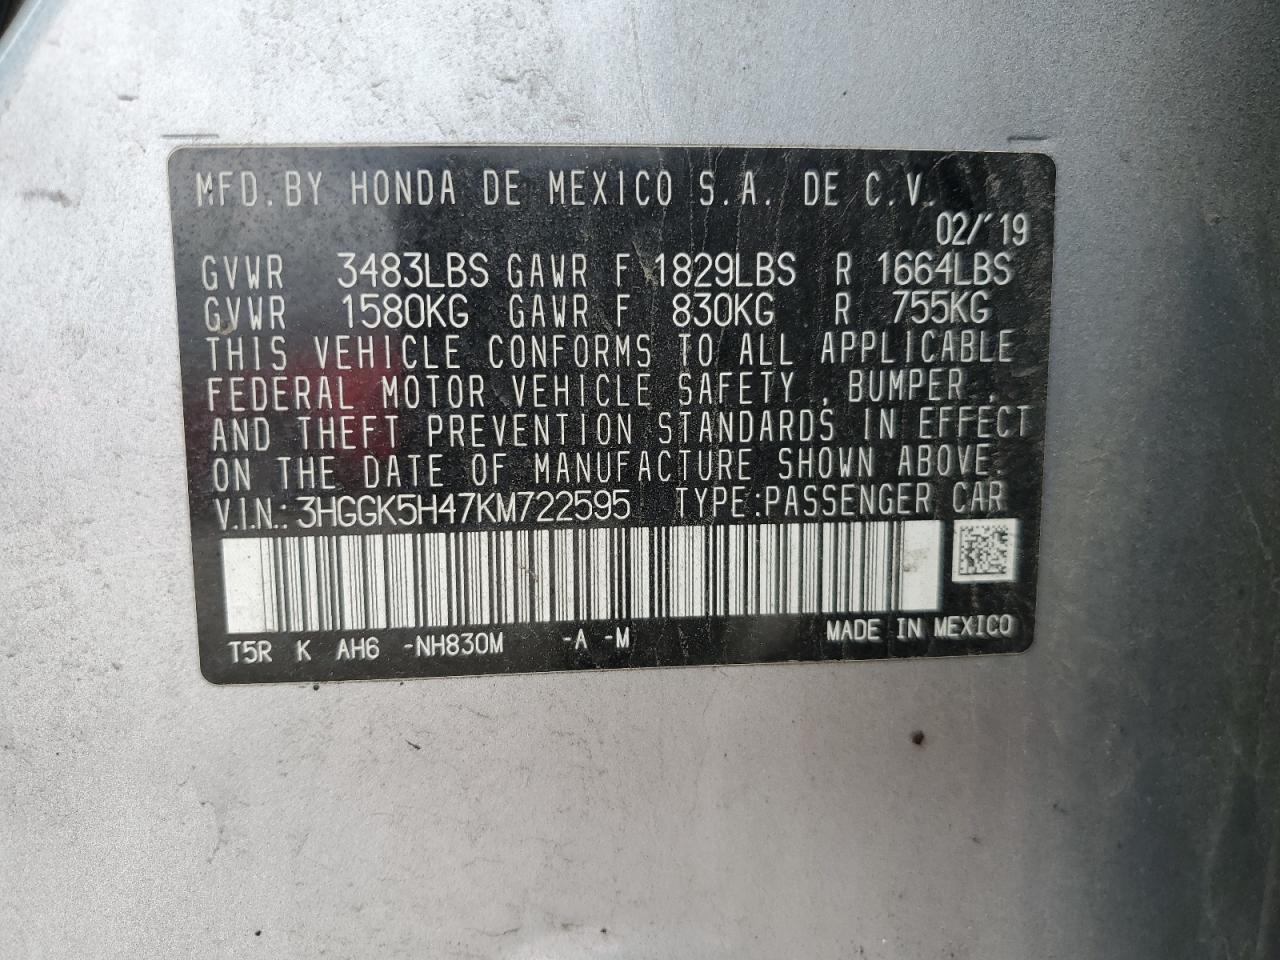 MFD. BY HONDA DE MEXICO S.A. DE C.V.
02/'19
GVWR 3483LBS GAWR F 1829LBS R 1664LBS
GVWR 1580KG GAWR F 830KG R 755KG
THIS VEHICLE CONFORMS TO ALL APPLICABLE
FEDERAL MOTOR VEHICLE SAFETY , BUMPER ,
AND THEFT PREVENTION STANDARDS IN EFFECT
ON THE DATE OF MANUFACTURE SHOWN ABOVE.
V.I.N.: 3HGGK5H47KM722595 TYPE:PASSENGER CAR
T5R K AH6 -NH830M -A -M MADE IN MEXICO